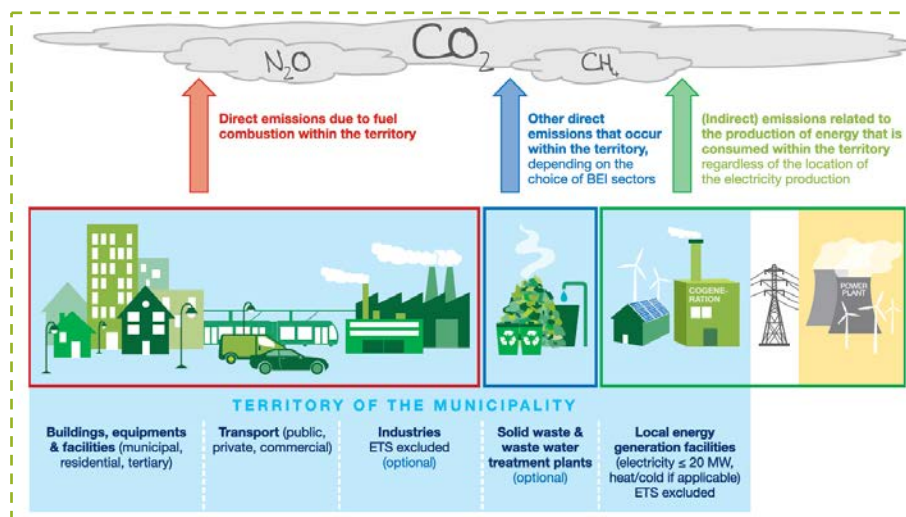 CO₂
N₂O
CH₄
Direct emissions due to fuel
combustion within the territory
Other direct
emissions that occur
within the territory,
depending on the
choice of BEI sectors
(Indirect) emissions related to
the production of energy that is
consumed within the territory
regardless of the location of
the electricity production
COGENE-
RATION
POWER
PLANT
TERRITORY OF THE MUNICIPALITY
Buildings, equipments
& facilities (municipal,
residential, tertiary)
Transport (public,
private, commercial)
Industries
ETS excluded
(optional)
Solid waste &
waste water
treatment plants
(optional)
Local energy
generation facilities
(electricity ≤ 20 MW,
heat/cold if applicable)
ETS excluded